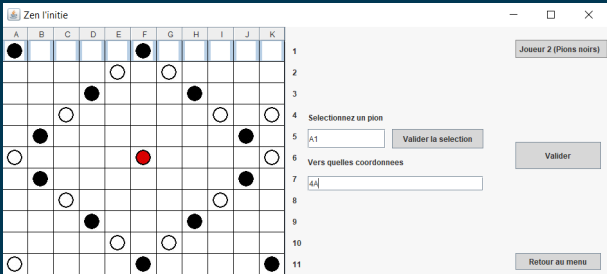 Zen l'initie
A B C D E F G H I J K
1 Joueur 2 (Pions noirs)
2
3
4 Selectionnez un pion
5 A1 Valider la selection
6 Vers quelles coordonnees Valider
7 4A
8
9
10
11 Retour au menu